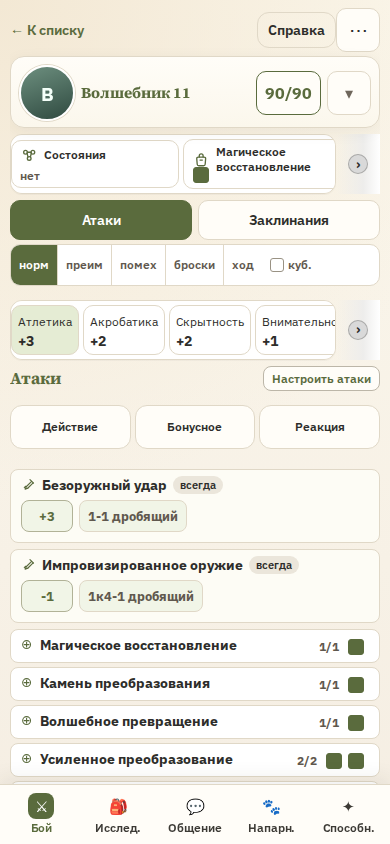 ← К списку
Справка
...
В
Волшебник 11
90/90
▼
Состояния
нет
Магическое
восстановление
Атаки
Заклинания
норм
преим
помех
броски
ход
куб.
Атлетика
+3
Акробатика
+2
Скрытность
+2
Внимательно
+1
Атаки
Настроить атаки
Действие
Бонусное
Реакция
Безоружный удар
всегда
+3
1-1 дробящий
Импровизированное оружие
всегда
-1
1к4-1 дробящий
Магическое восстановление
1/1
Камень преобразования
1/1
Волшебное превращение
1/1
Усиленное преобразование
2/2
Бой
Исслед.
Общение
Напарн.
Способн.